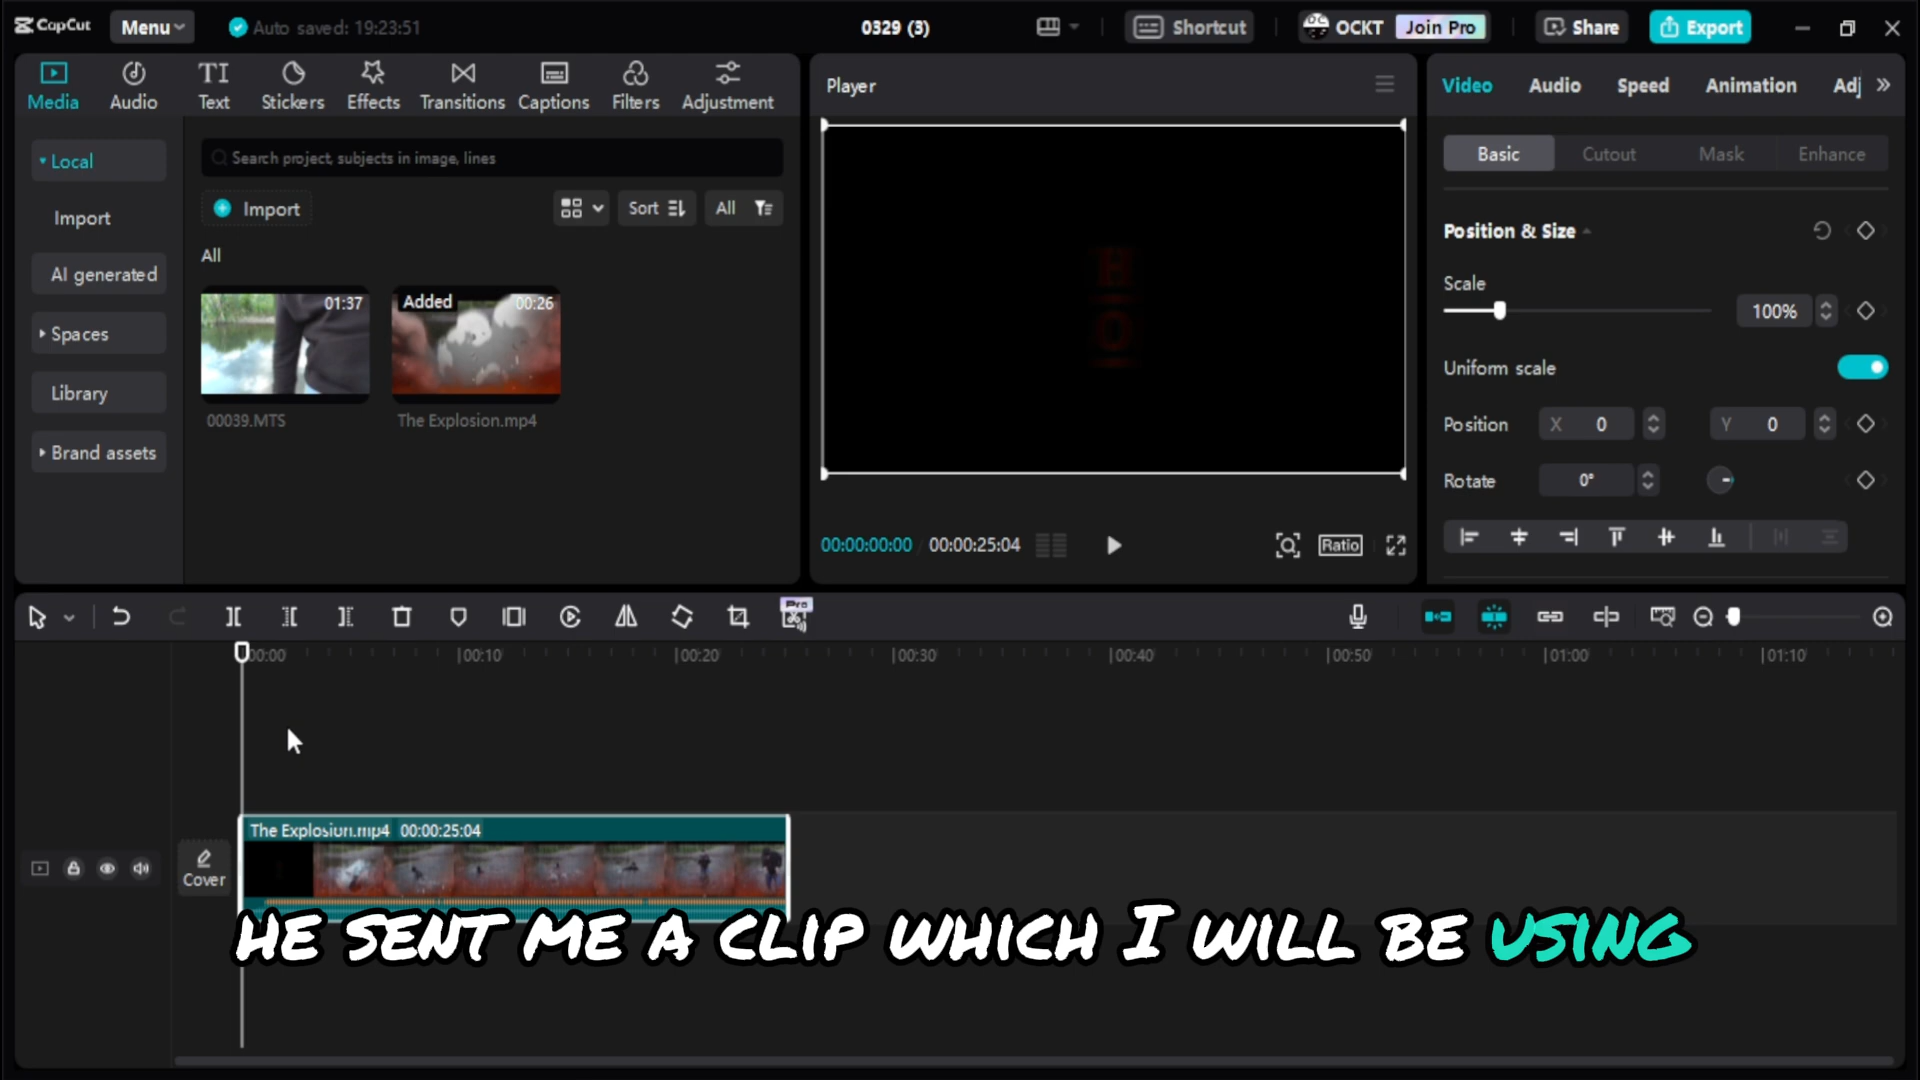 CapCut
Menu
Auto saved: 19:23:51
0329 (3)
Shortcut
OCKT
Join Pro
Share
Export
Media
Audio
Text
Stickers
Effects
Transitions
Captions
Filters
Adjustment
Local
Import
AI generated
Spaces
Library
Brand assets
Search project, subjects in image, lines
Import
Sort
All
All
01:37
00039.MTS
Added
00:26
The Explosion.mp4
Player
00:00:00:00
00:00:25:04
Ratio
Video
Audio
Speed
Animation
Adj
Basic
Cutout
Mask
Enhance
Position & Size
Scale
100%
Uniform scale
Position
X 0
Y 0
Rotate
0°
Pro
00:00
00:10
00:20
00:30
00:40
00:50
01:00
01:10
Cover
The Explosion.mp4 00:00:25:04
HE SENT ME A CLIP WHICH I WILL BE USING